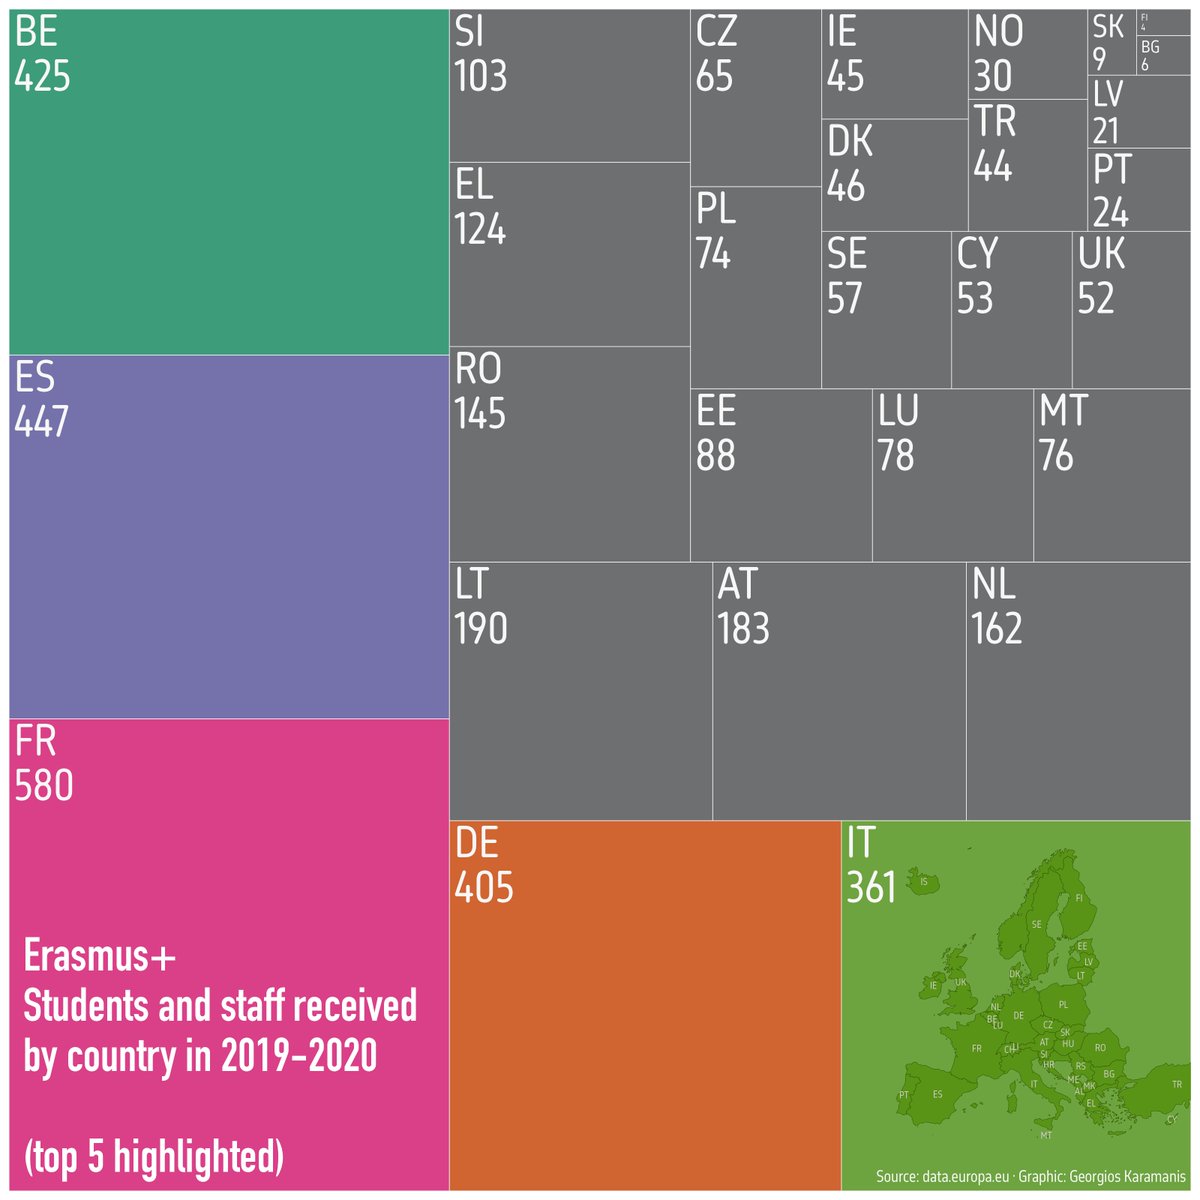 BE
425
ES
447
FR
580
Erasmus+
Students and staff received
by country in 2019-2020
(top 5 highlighted)
SI
103
EL
124
RO
145
CZ
65
PL
74
IE
45
DK
46
NO
30
TR
44
SK
9
FI
4
BG
6
LV
21
PT
24
SE
57
CY
53
UK
52
EE
88
LU
78
MT
76
LT
190
AT
183
NL
162
DE
405
IT
361
IS
FI
SE
EE
LV
LT
DK
IE
UK
NL
BE
LU
DE
PL
CZ
SK
FR
CH
LI
AT
HU
SI
HR
RO
RS
BG
ME
MK
AL
EL
IT
PT
ES
TR
CY
MT
Source: data.europa.eu · Graphic: Georgios Karamanis